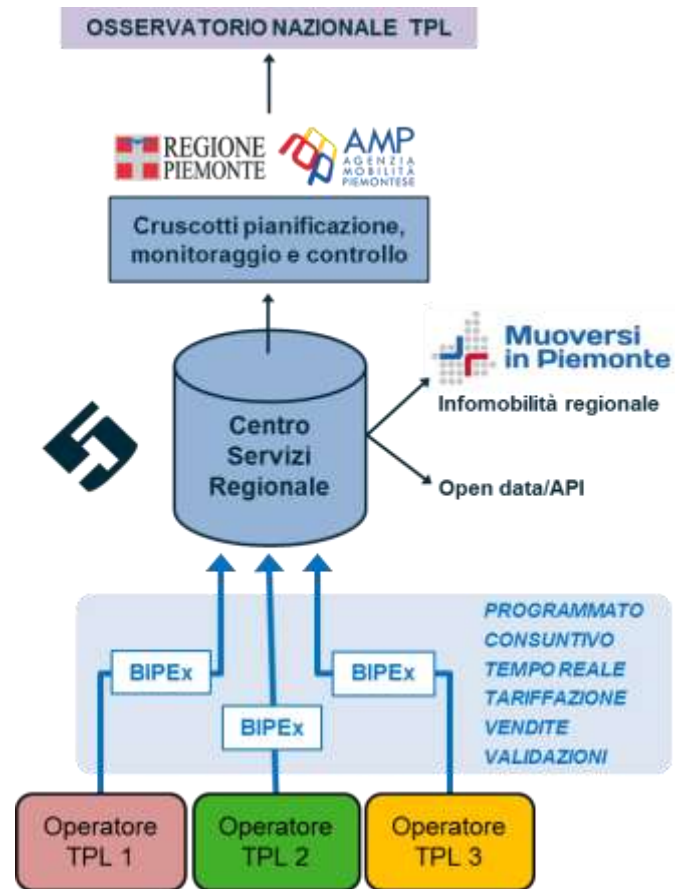 OSSERVATORIO NAZIONALE TPL
REGIONE
PIEMONTE
AMP
AGENZIA
MOBILITÀ
PIEMONTESE
Cruscotti pianificazione,
monitoraggio e controllo
Muoversi
in Piemonte
Infomobilità regionale
Centro
Servizi
Regionale
Open data/API
PROGRAMMATO
CONSUNTIVO
TEMPO REALE
TARIFFAZIONE
VENDITE
VALIDAZIONI
BIPEx
BIPEx
BIPEx
Operatore
TPL 1
Operatore
TPL 2
Operatore
TPL 3